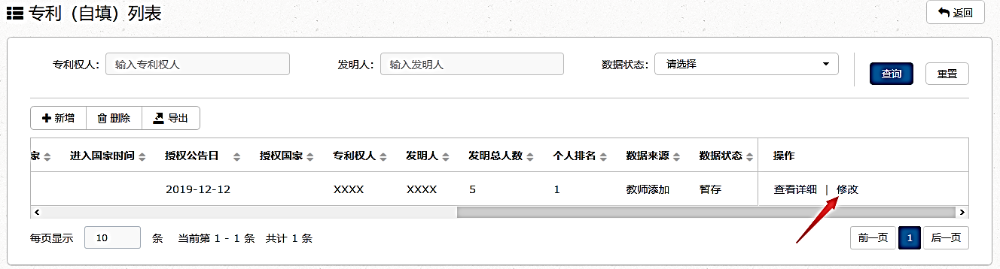 专利（自填）列表
返回
专利权人: 输入专利权人 发明人: 输入发明人 数据状态: 请选择 查询 重置
新增 删除 导出
家 进入国家时间 授权公告日 授权国家 专利权人 发明人 发明总人数 个人排名 数据来源 数据状态 操作
2019-12-12 XXXX XXXX 5 1 教师添加 暂存 查看详细 | 修改
每页显示 10 条 当前第 1 - 1 条 共计 1 条 前一页 1 后一页